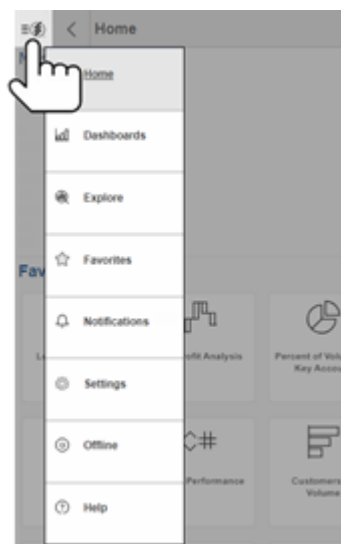 Home
Home
Dashboards
Explore
Fav
Favorites
Notifications
ofit Analysis
Percent of Volu
Key Accou
Settings
Offline
Performance
Customers
Volume
Help